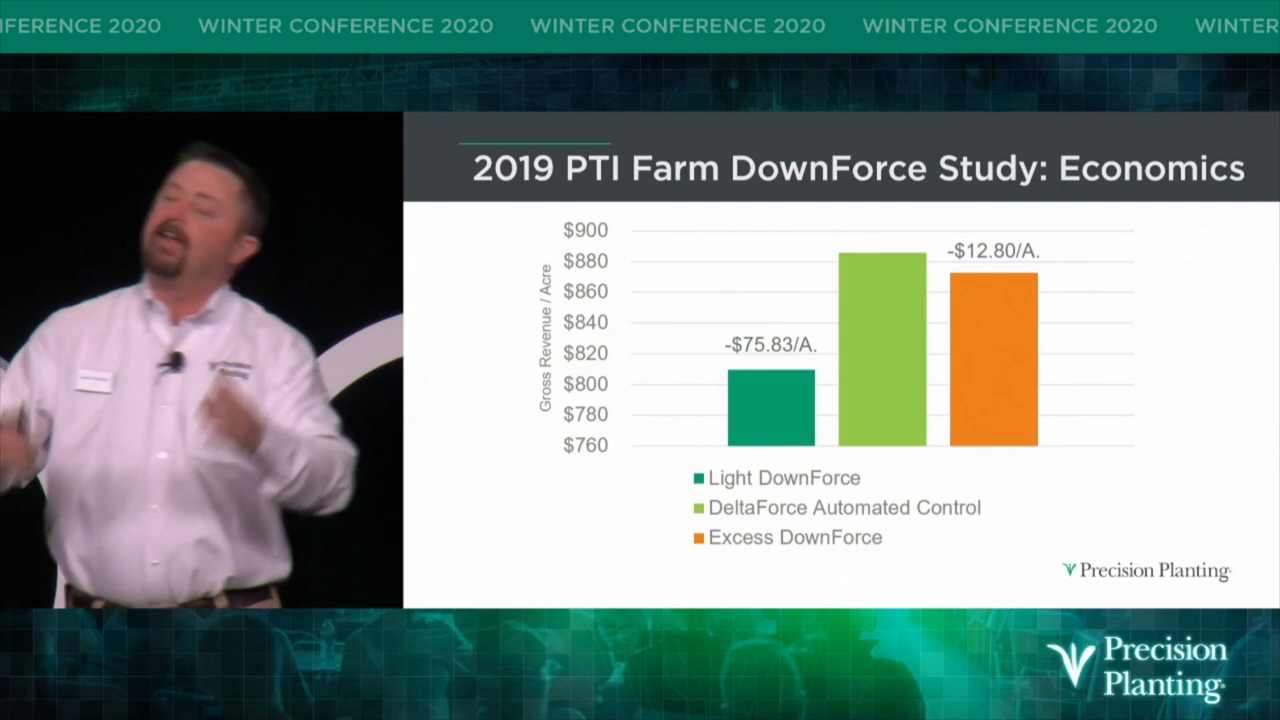 FERENCE 2020 WINTER CONFERENCE 2020 WINTER CONFERENCE 2020 WINTER CONFERENCE 2020 WINTER
2019 PTI Farm DownForce Study: Economics
Gross Revenue / Acre
$900
$880
$860
$840
$820
$800
$780
$760
-$75.83/A.
-$12.80/A.
Light DownForce
DeltaForce Automated Control
Excess DownForce
Precision Planting
Precision
Planting